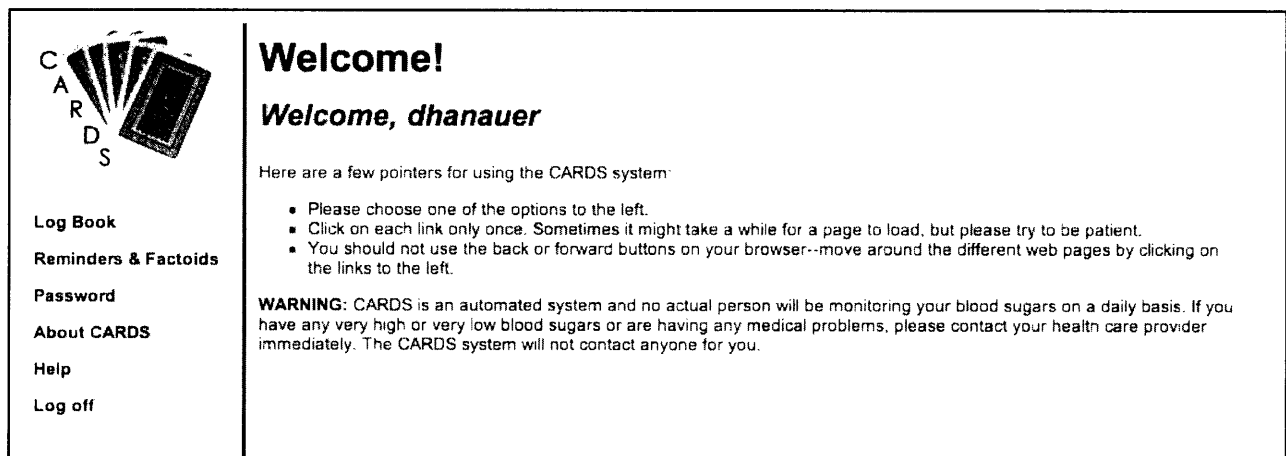 CARDS
Log Book
Reminders & Factoids
Password
About CARDS
Help
Log off
Welcome!
Welcome, dhanauer
Here are a few pointers for using the CARDS system:
Please choose one of the options to the left.
Click on each link only once. Sometimes it might take a while for a page to load, but please try to be patient.
You should not use the back or forward buttons on your browser--move around the different web pages by clicking on
the links to the left.
WARNING: CARDS is an automated system and no actual person will be monitoring your blood sugars on a daily basis. If you
have any very high or very low blood sugars or are having any medical problems, please contact your health care provider
immediately. The CARDS system will not contact anyone for you.